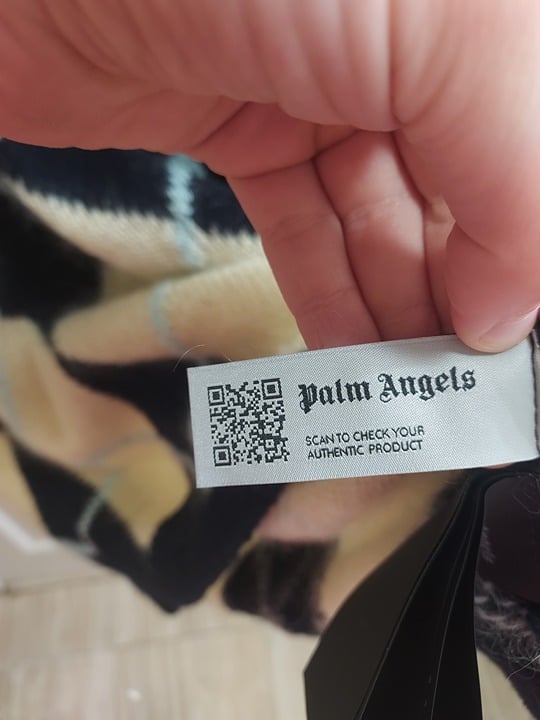 Palm Angels
SCAN TO CHECK YOUR
AUTHENTIC PRODUCT